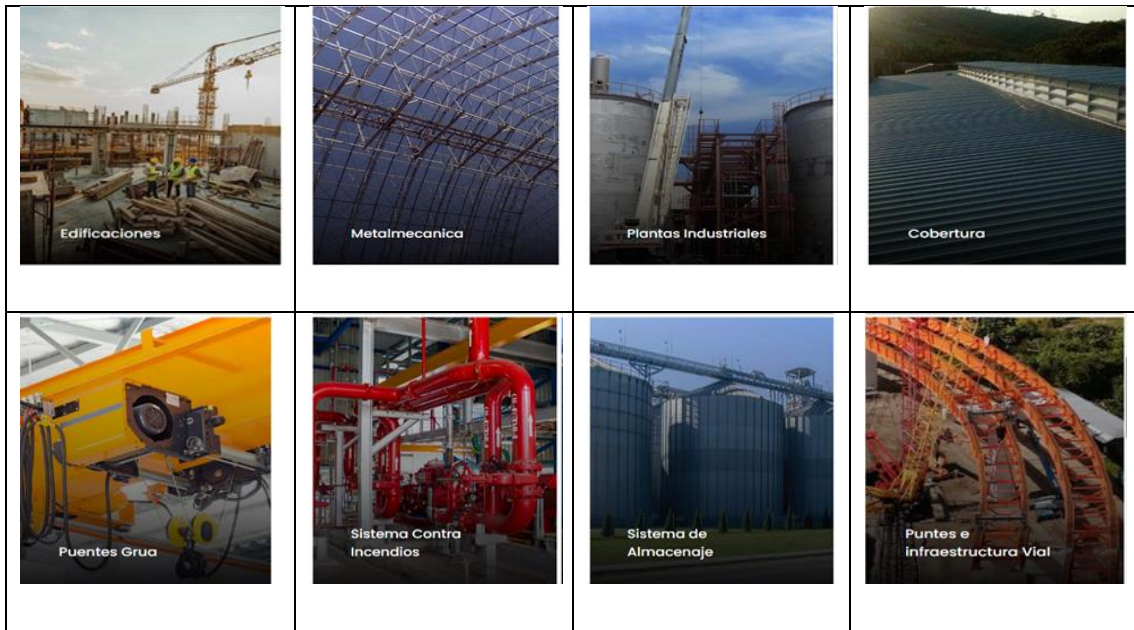 Edificaciones
Metalmecanica
Plantas Industriales
Cobertura
Puentes Grua
Sistema Contra
Incendios
Sistema de
Almacenaje
Puntes e
infraestructura Vial